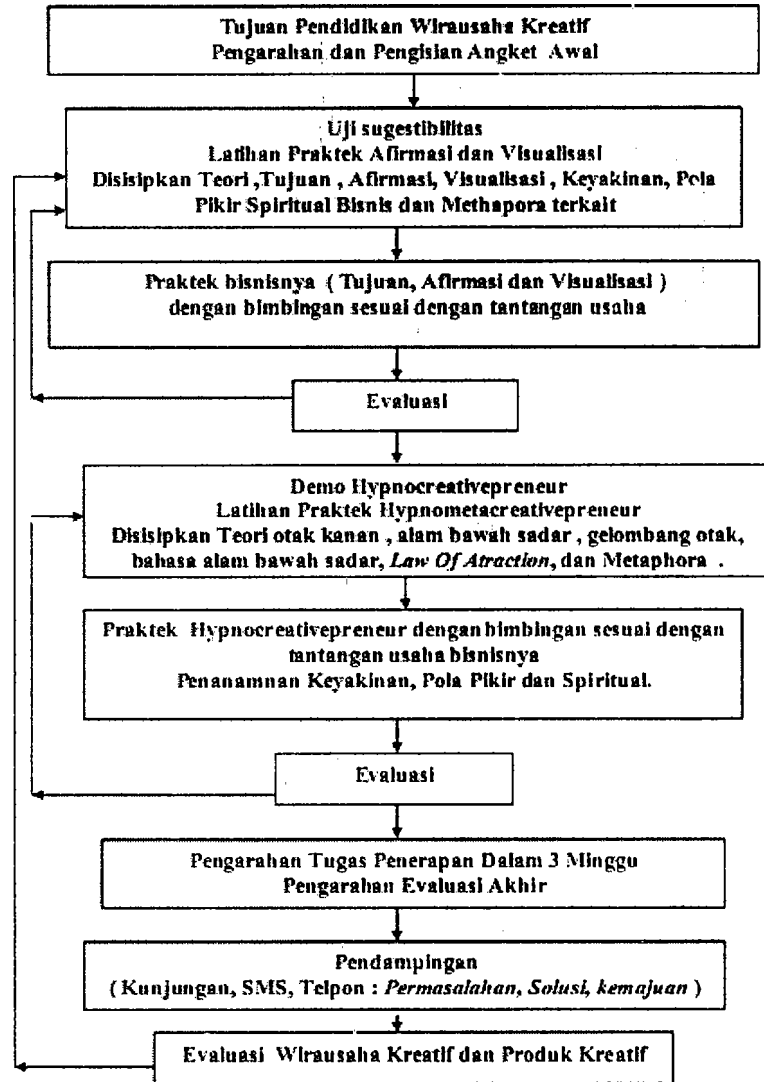 Tujuan Pendidikan Wirausaha Kreatif
Pengarahan dan Pengisian Angket Awal
Uji sugestibilitas
Latihan Praktek Afirmasi dan Visualisasi
Disisipkan Teori ,Tujuan , Afirmasi, Visualisasi , Keyakinan, Pola
Pikir Spiritual Bisnis dan Methapora terkait
Praktek bisnisnya ( Tujuan, Afirmasi dan Visualisasi )
dengan bimbingan sesuai dengan tantangan usaha
Evaluasi
Demo Hypnocreativepreneur
Latihan Praktek Hypnometacreativepreneur
Disisipkan Teori otak kanan , alam bawah sadar , gelombang otak,
bahasa alam bawah sadar, Law Of Atraction, dan Metaphora .
Praktek Hypnocreativepreneur dengan bimbingan sesuai dengan
tantangan usaha bisnisnya
Penanamnan Keyakinan, Pola Pikir dan Spiritual.
Evaluasi
Pengarahan Tugas Penerapan Dalam 3 Minggu
Pengarahan Evaluasi Akhir
Pendampingan
( Kunjungan, SMS, Telpon : Permasalahan, Solusi, kemajuan )
Evaluasi Wirausaha Kreatif dan Produk Kreatif